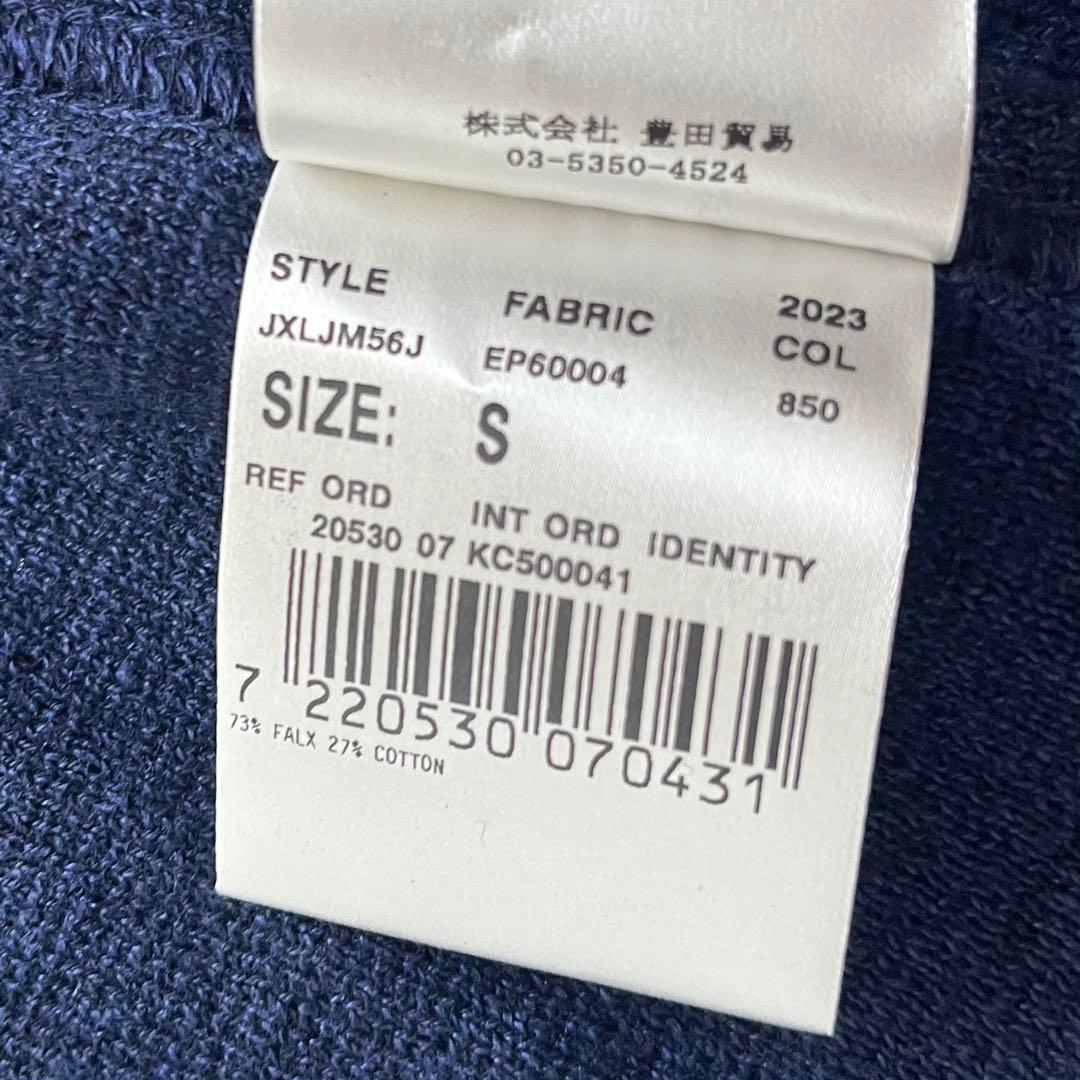 株式会社 豊田貿易
03-5350-4524
STYLE FABRIC 2023
COL
JXLJM56J EP60004 850
SIZE: S
REF ORD INT ORD IDENTITY
20530 07 KC500041
7 220530 070431
73% FALX 27% COTTON